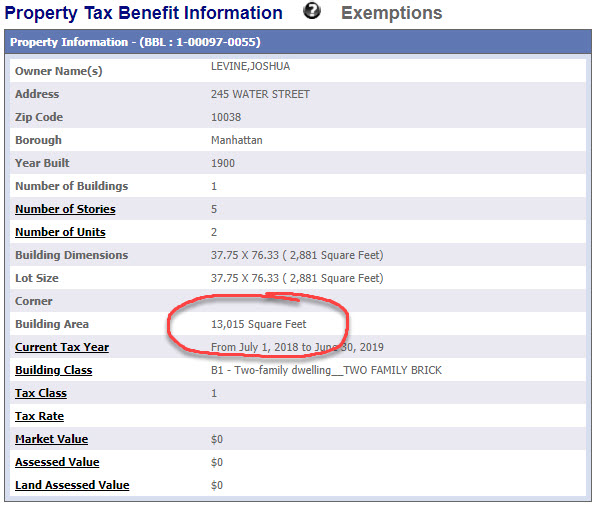 Property Tax Benefit Information ? Exemptions
Property Information - (BBL : 1-00097-0055)
Owner Name(s) LEVINE,JOSHUA
Address 245 WATER STREET
Zip Code 10038
Borough Manhattan
Year Built 1900
Number of Buildings 1
Number of Stories 5
Number of Units 2
Building Dimensions 37.75 X 76.33 ( 2,881 Square Feet)
Lot Size 37.75 X 76.33 ( 2,881 Square Feet)
Corner
Building Area 13,015 Square Feet
Current Tax Year From July 1, 2018 to June 30, 2019
Building Class B1 - Two-family dwelling__TWO FAMILY BRICK
Tax Class 1
Tax Rate
Market Value $0
Assessed Value $0
Land Assessed Value $0